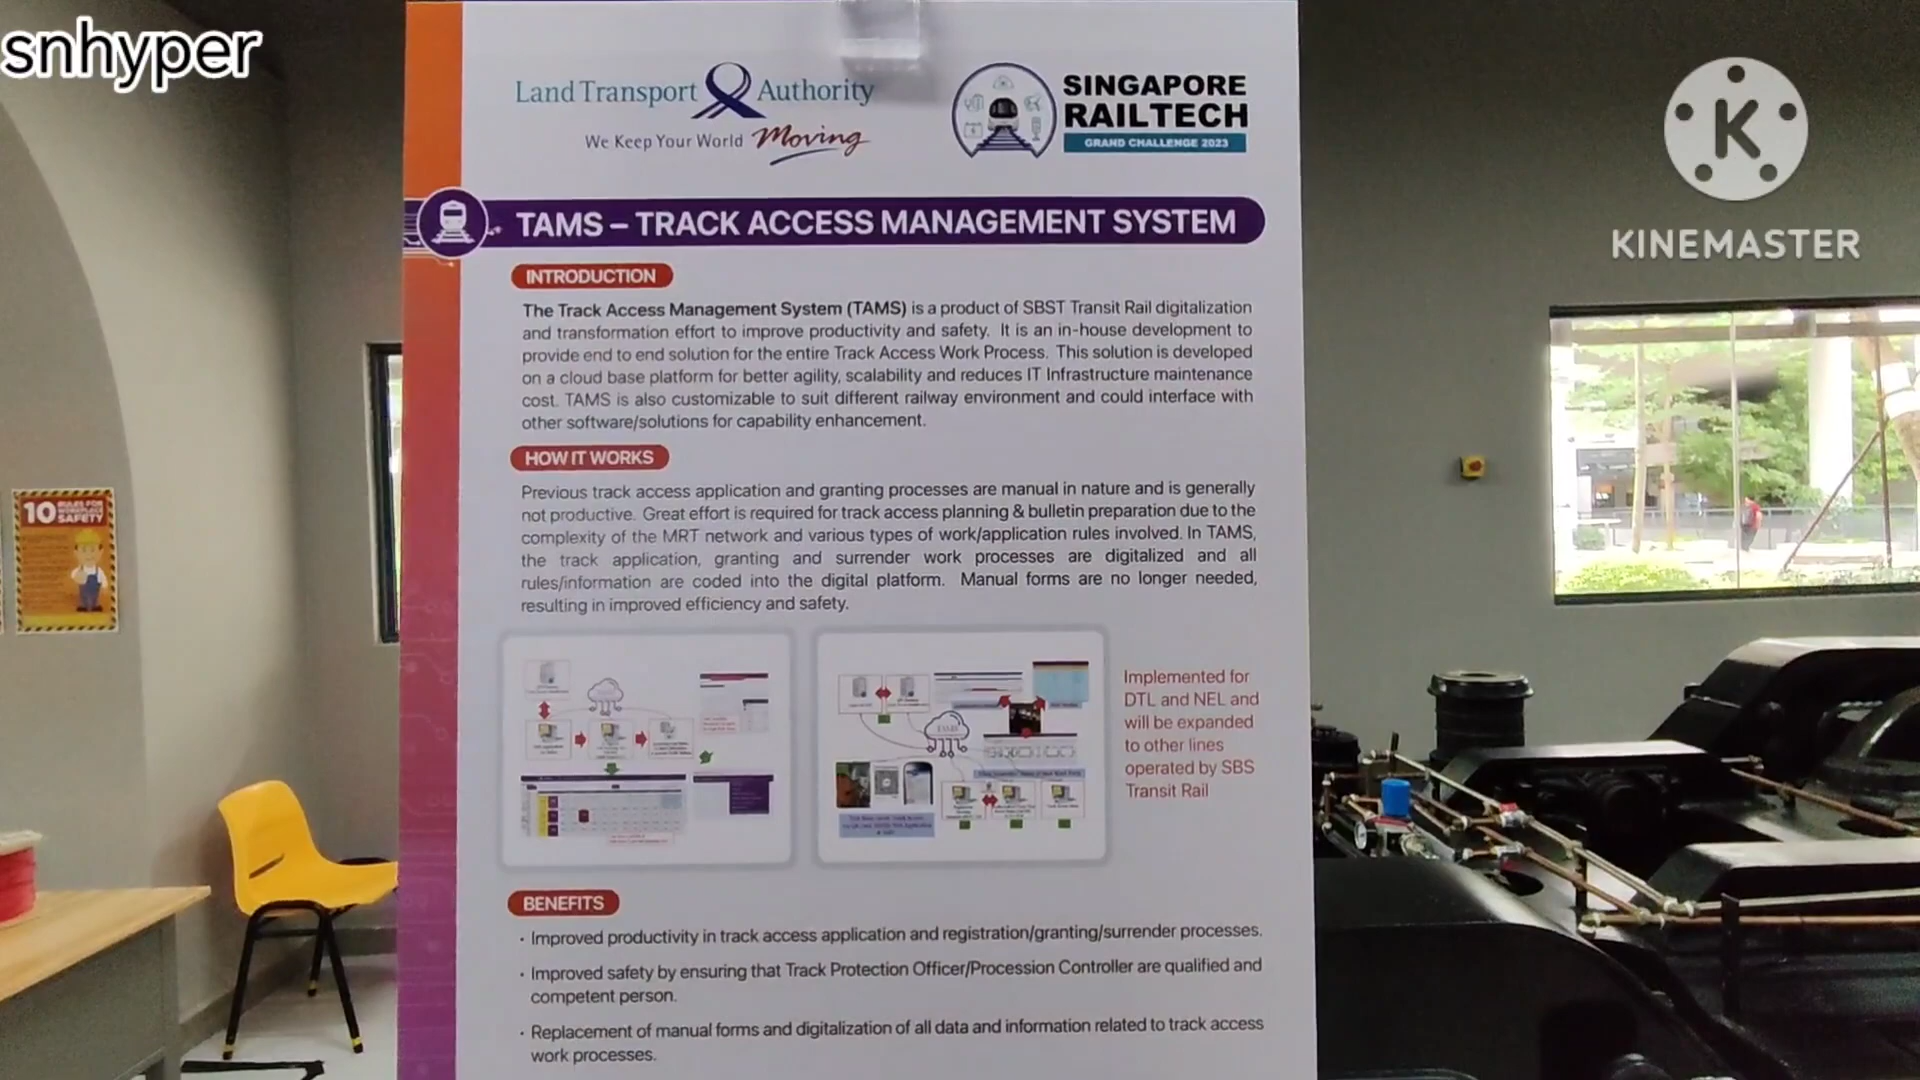 snhyper
Land Transport Authority
We Keep Your World Moving
SINGAPORE
RAILTECH
GRAND CHALLENGE 2023
KINEMASTER
TAMS – TRACK ACCESS MANAGEMENT SYSTEM
INTRODUCTION
The Track Access Management System (TAMS) is a product of SBST Transit Rail digitalization
and transformation effort to improve productivity and safety. It is an in-house development to
provide end to end solution for the entire Track Access Work Process. This solution is developed
on a cloud base platform for better agility, scalability and reduces IT Infrastructure maintenance
cost. TAMS is also customizable to suit different railway environment and could interface with
other software/solutions for capability enhancement.
HOW IT WORKS
Previous track access application and granting processes are manual in nature and is generally
not productive. Great effort is required for track access planning & bulletin preparation due to the
complexity of the MRT network and various types of work/application rules involved. In TAMS,
the track application, granting and surrender work processes are digitalized and all
rules/information are coded into the digital platform. Manual forms are no longer needed,
resulting in improved efficiency and safety.
10 RULES FOR
WORKPLACE
SAFETY
Implemented for
DTL and NEL and
will be expanded
to other lines
operated by SBS
Transit Rail
BENEFITS
· Improved productivity in track access application and registration/granting/surrender processes.
· Improved safety by ensuring that Track Protection Officer/Procession Controller are qualified and
competent person.
· Replacement of manual forms and digitalization of all data and information related to track access
work processes.